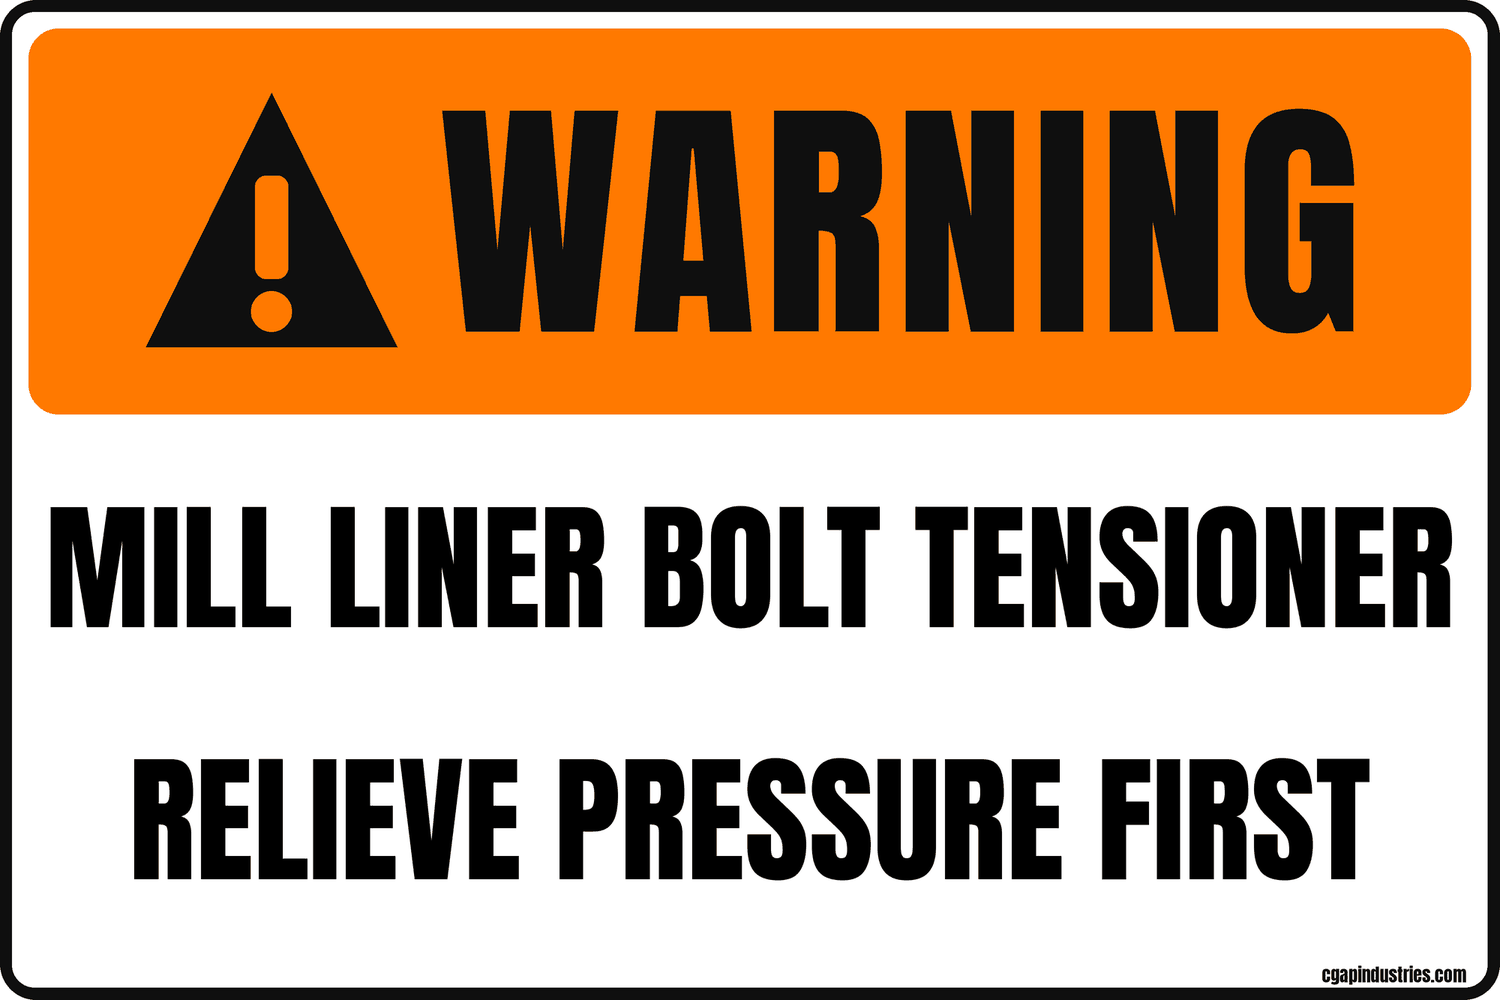 WARNING
MILL LINER BOLT TENSIONER
RELIEVE PRESSURE FIRST
cgapindustries.com